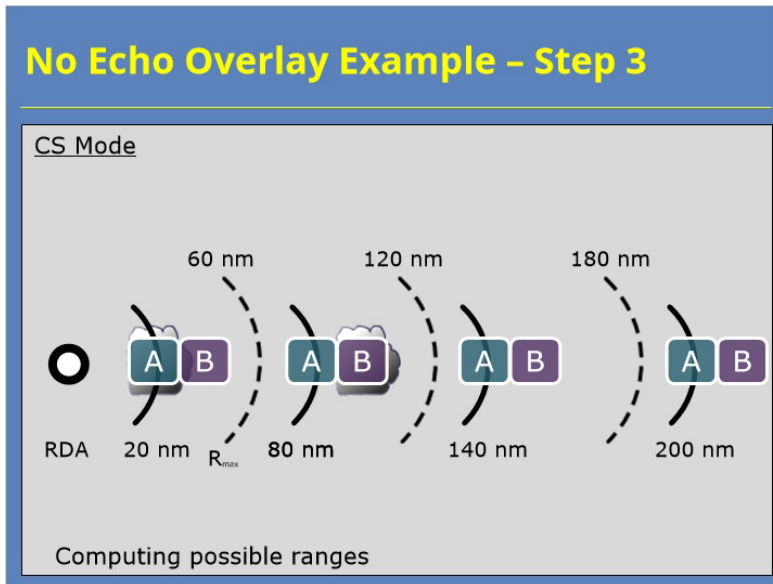 No Echo Overlay Example – Step 3
CS Mode
60 nm 120 nm 180 nm
A B A B A B A B
RDA 20 nm Rmax 80 nm 140 nm 200 nm
Computing possible ranges